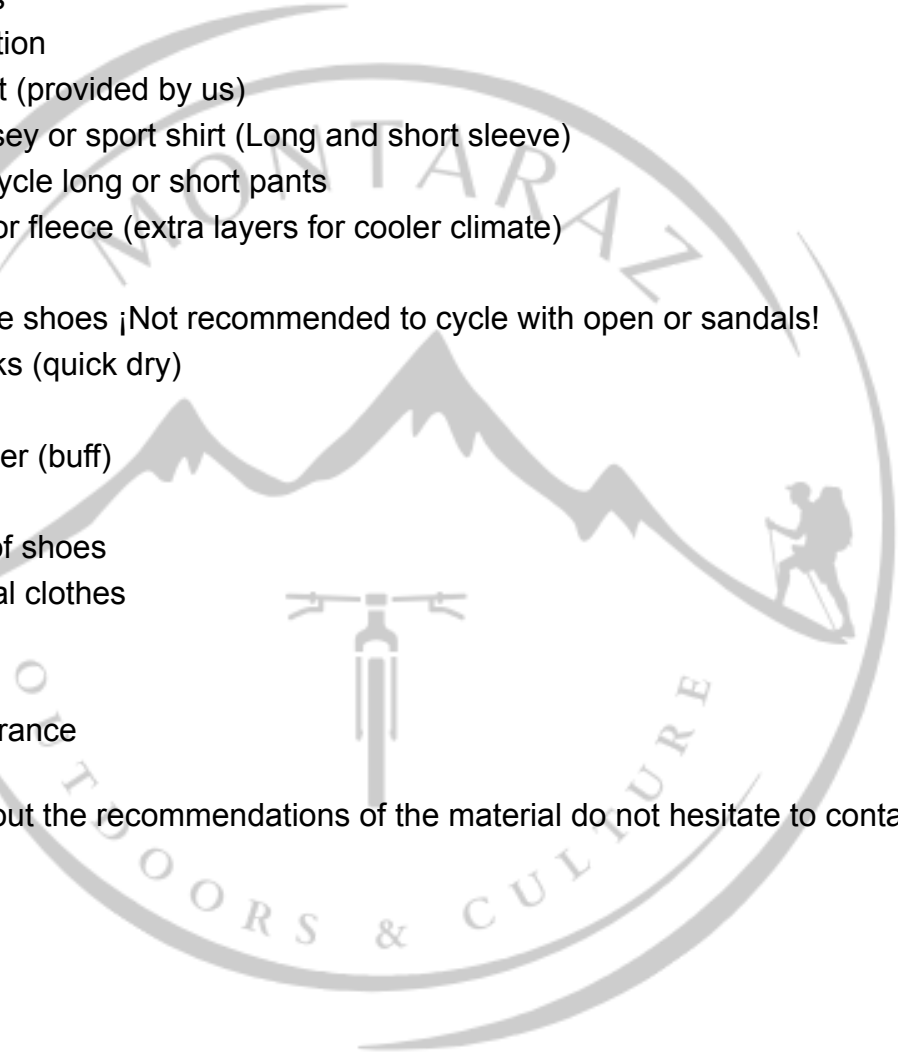 tion
t (provided by us)
sey or sport shirt (Long and short sleeve)
ycle long or short pants
or fleece (extra layers for cooler climate)
e shoes ¡Not recommended to cycle with open or sandals!
ks (quick dry)
er (buff)
of shoes
al clothes
rance
out the recommendations of the material do not hesitate to conta
MONTARAZ
OUTDOORS & CULTURE